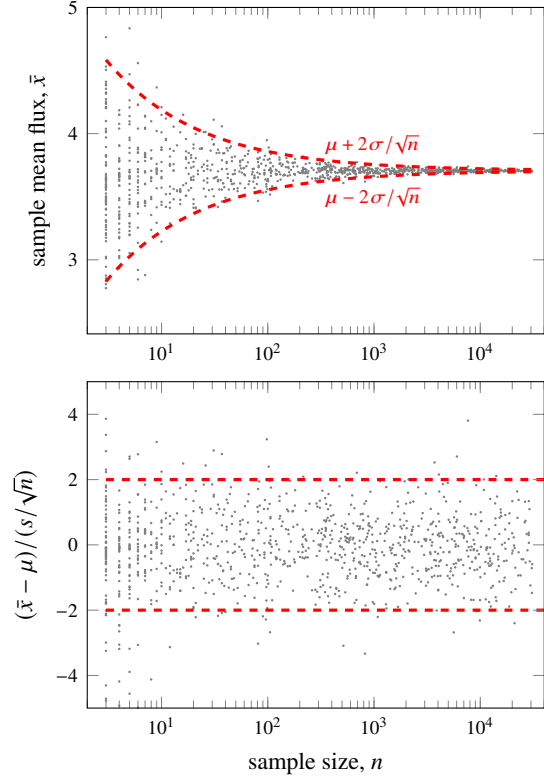 sample mean flux, x̄
5
4
3
μ + 2σ/√n
μ − 2σ/√n
10¹ 10² 10³ 10⁴
(x̄ − μ)/(s/√n)
4
2
0
−2
−4
10¹ 10² 10³ 10⁴
sample size, n